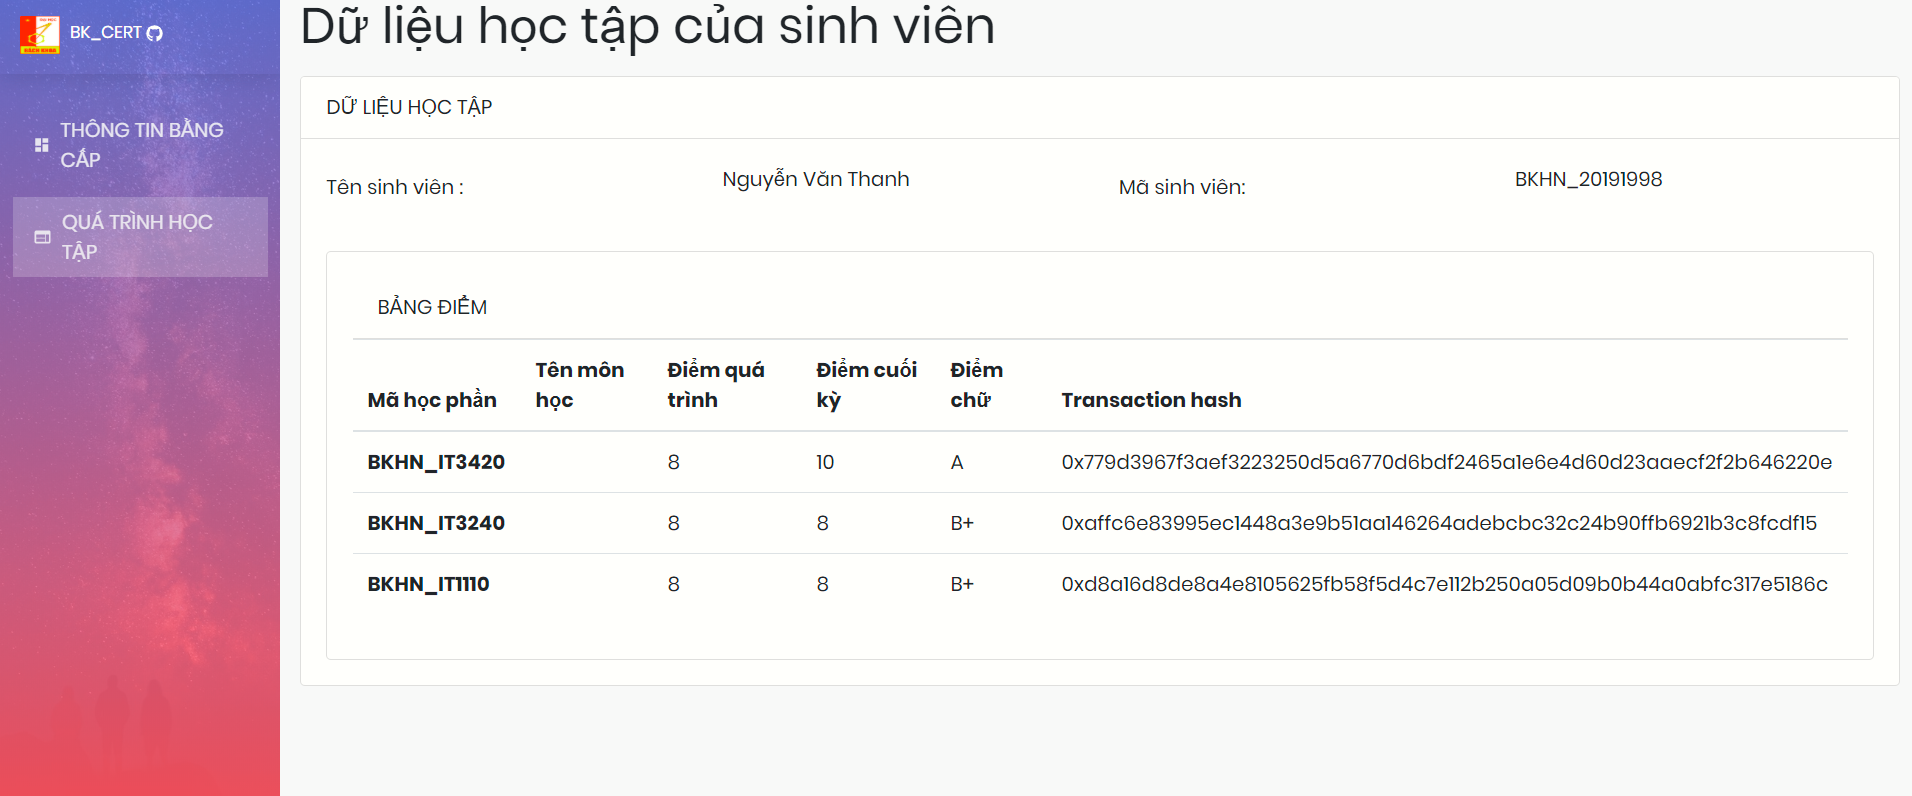 BK_CERT
THÔNG TIN BẰNG
CẤP
QUÁ TRÌNH HỌC
TẬP
Dữ liệu học tập của sinh viên
DỮ LIỆU HỌC TẬP
Tên sinh viên : Nguyễn Văn Thanh Mã sinh viên: BKHN_20191998
BẢNG ĐIỂM
Mã học phần Tên môn học Điểm quá trình Điểm cuối kỳ Điểm chữ Transaction hash
BKHN_IT3420 8 10 A 0x779d3967f3aef3223250d5a6770d6bdf2465a1e6e4d60d23aaecf2f2b646220e
BKHN_IT3240 8 8 B+ 0xaffc6e83995ec1448a3e9b51aa146264adebcbc32c24b90ffb6921b3c8fcdf15
BKHN_IT1110 8 8 B+ 0xd8a16d8de8a4e8105625fb58f5d4c7e112b250a05d09b0b44a0abfc317e5186c